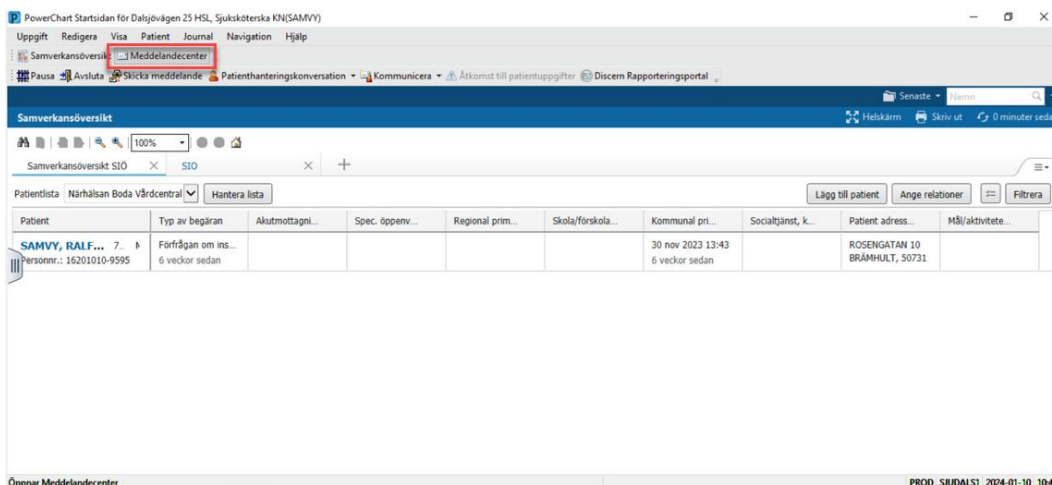 PowerChart Startsidan för Dalsjövägen 25 HSL, Sjuksköterska KN(SAMVY)
Uppgift Redigera Visa Patient Journal Navigation Hjälp
Samverkansöversikt Meddelandecenter
Pausa Avsluta Skicka meddelande Patienthanteringskonversation Kommunicera Åtkomst till patientuppgifter Discern Rapporteringsportal
Senaste Namn
Samverkansöversikt Helskärm Skriv ut 0 minuter seda
100%
Samverkansöversikt SIÖ SIO
Patientlista Närhälsan Boda Vårdcentral Hantera lista Lägg till patient Ange relationer Filtrera
Patient Typ av begäran Akutmottagni... Spec. öppenv... Regional prim... Skola/förskola... Kommunal pri... Socialtjänst, k... Patient adress... Mål/aktivitete...
SAMVY, RALF... 7.. Förfrågan om ins... 30 nov 2023 13:43 ROSENGATAN 10
Personnr.: 16201010-9595 6 veckor sedan 6 veckor sedan BRÄMHULT, 50731
Öppnar Meddelandecenter PROD SJUDALS1 2024-01-10